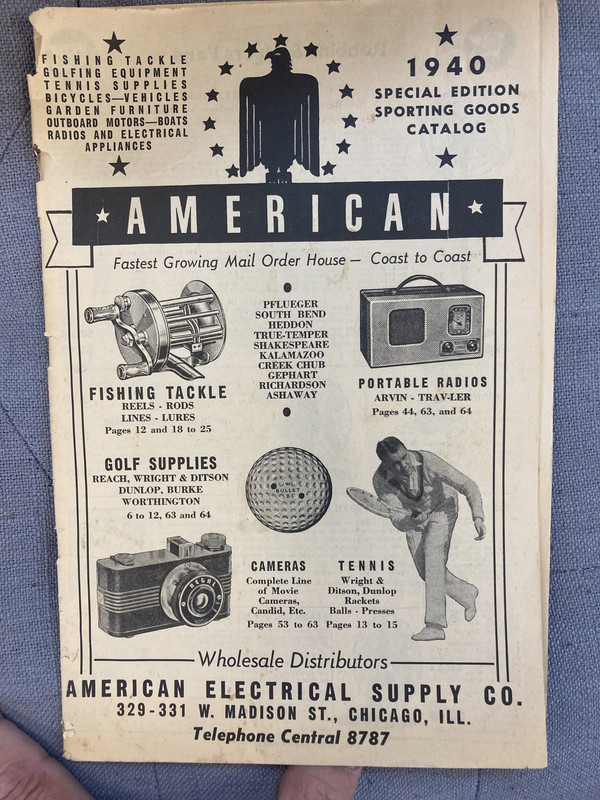 FISHING TACKLE
GOLFING EQUIPMENT
TENNIS SUPPLIES
BICYCLES—VEHICLES
GARDEN FURNITURE
OUTBOARD MOTORS—BOATS
RADIOS AND ELECTRICAL
APPLIANCES
1940
SPECIAL EDITION
SPORTING GOODS
CATALOG
AMERICAN
Fastest Growing Mail Order House — Coast to Coast
PFLUEGER
SOUTH BEND
HEDDON
TRUE-TEMPER
SHAKESPEARE
KALAMAZOO
CREEK CHUB
GEPHART
RICHARDSON
ASHAWAY
FISHING TACKLE
REELS - RODS
LINES - LURES
Pages 12 and 18 to 25
PORTABLE RADIOS
ARVIN - TRAV-LER
Pages 44, 63, and 64
GOLF SUPPLIES
REACH, WRIGHT & DITSON
DUNLOP, BURKE
WORTHINGTON
6 to 12, 63 and 64
BULLET
REGAL
CAMERAS
Complete Line
of Movie
Cameras,
Candid, Etc.
Pages 53 to 63
TENNIS
Wright &
Ditson, Dunlop
Rackets
Balls - Presses
Pages 13 to 15
Wholesale Distributors
AMERICAN ELECTRICAL SUPPLY CO.
329-331 W. MADISON ST., CHICAGO, ILL.
Telephone Central 8787